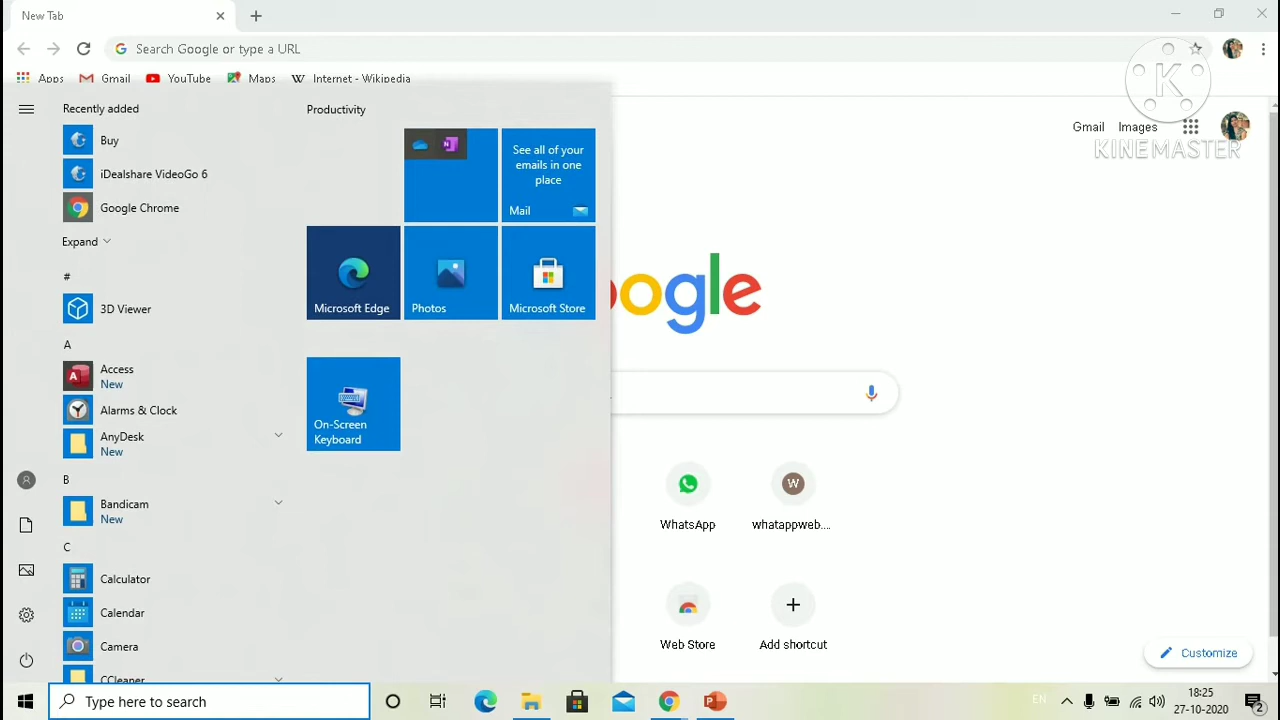 New Tab
Search Google or type a URL
Apps Gmail YouTube Maps Internet - Wikipedia
K
KINEMASTER
Gmail Images
Recently added
Buy
iDealshare VideoGo 6
Google Chrome
Expand
#
3D Viewer
A
Access
New
Alarms & Clock
AnyDesk
New
B
Bandicam
New
C
Calculator
Calendar
Camera
CCleaner
Productivity
See all of your
emails in one
place
Mail
Microsoft Edge
Photos
Microsoft Store
On-Screen
Keyboard
oogle
WhatsApp
W
whatappweb....
Web Store
Add shortcut
Customize
Type here to search
EN
18:25
27-10-2020
2